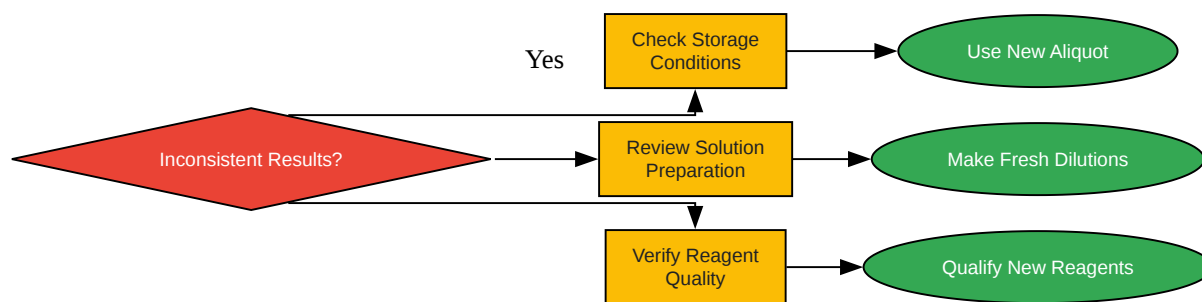 Yes
Check Storage
Conditions
Use New Aliquot
Inconsistent Results?
Review Solution
Preparation
Make Fresh Dilutions
Verify Reagent
Quality
Qualify New Reagents